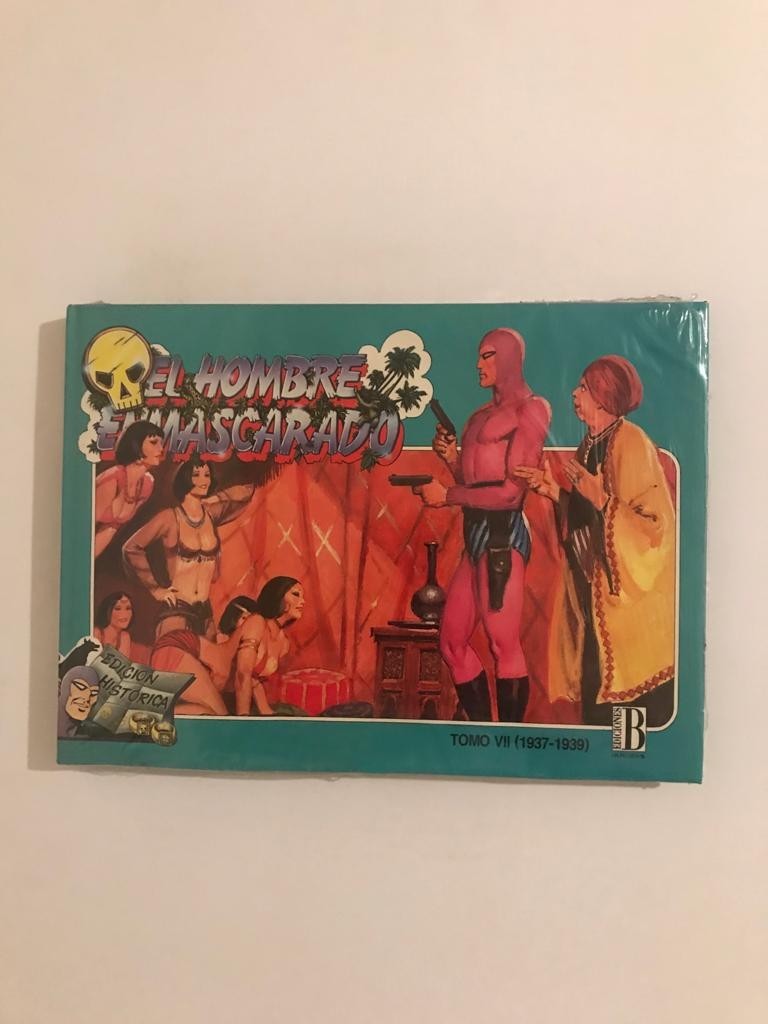 EL HOMBRE
ENMASCARADO
EDICIÓN
HISTÓRICA
TOMO VII (1937-1939)
EDICIONES
B